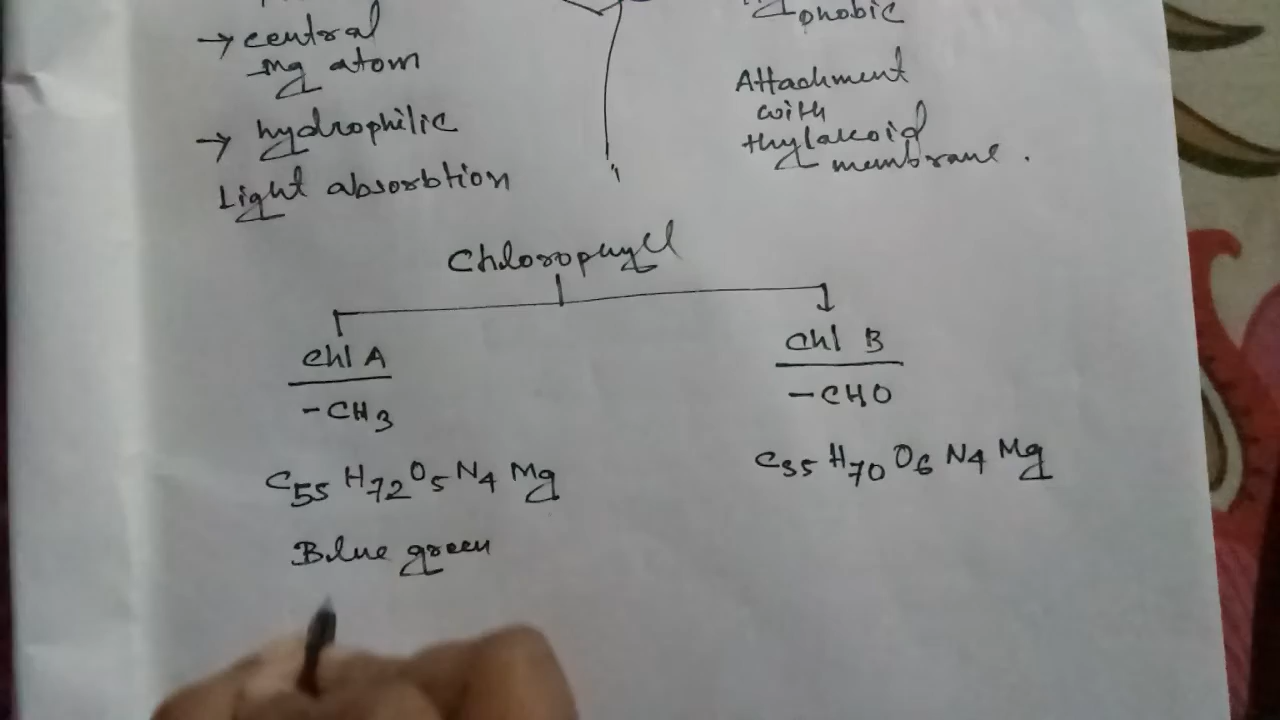 → central
mg atom
→ hydrophilic
Light absorbtion
phobic
Attachment
with
thylakoid
membrane.
Chlorophyll
Chl A
-CH3
C55 H72 O5 N4 Mg
Blue green
Chl B
-CHO
C35 H70 O6 N4 Mg